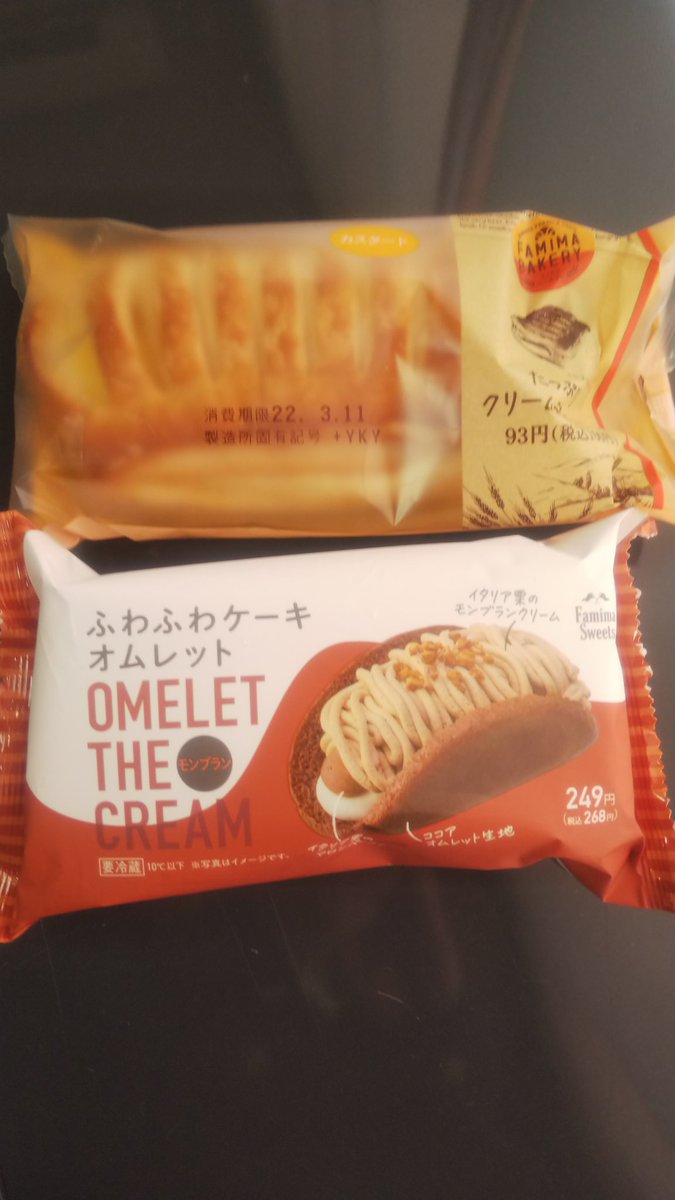 カスタード
FAMIMA
BAKERY
たっぷ
クリーム
93円(税込
消費期限22. 3.11
製造所固有記号 +YKY
ふわふわケーキ
オムレット
OMELET
THE
モンブラン
CREAM
イタリア栗の
モンブランクリーム
Famima
Sweets
249円
(税込268円)
ココア
オムレット生地
要冷蔵 10℃以下 ※写真はイメージです。